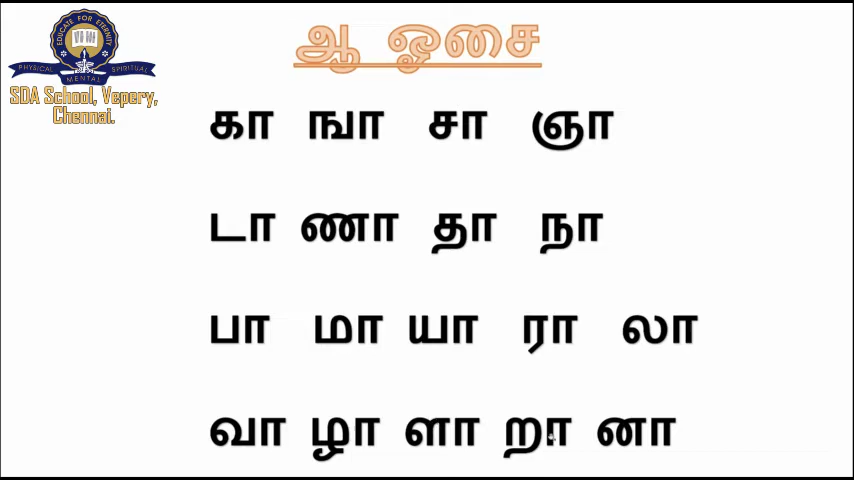 EDUCATE FOR ETERNITY
PHYSICAL MENTAL SPIRITUAL
SDA School, Vepery,
Chennai.
ஆ ஓசை
கா ஙா சா ஞா
டா ணா தா நா
பா மா யா ரா லா
வா ழா ளா றா னா